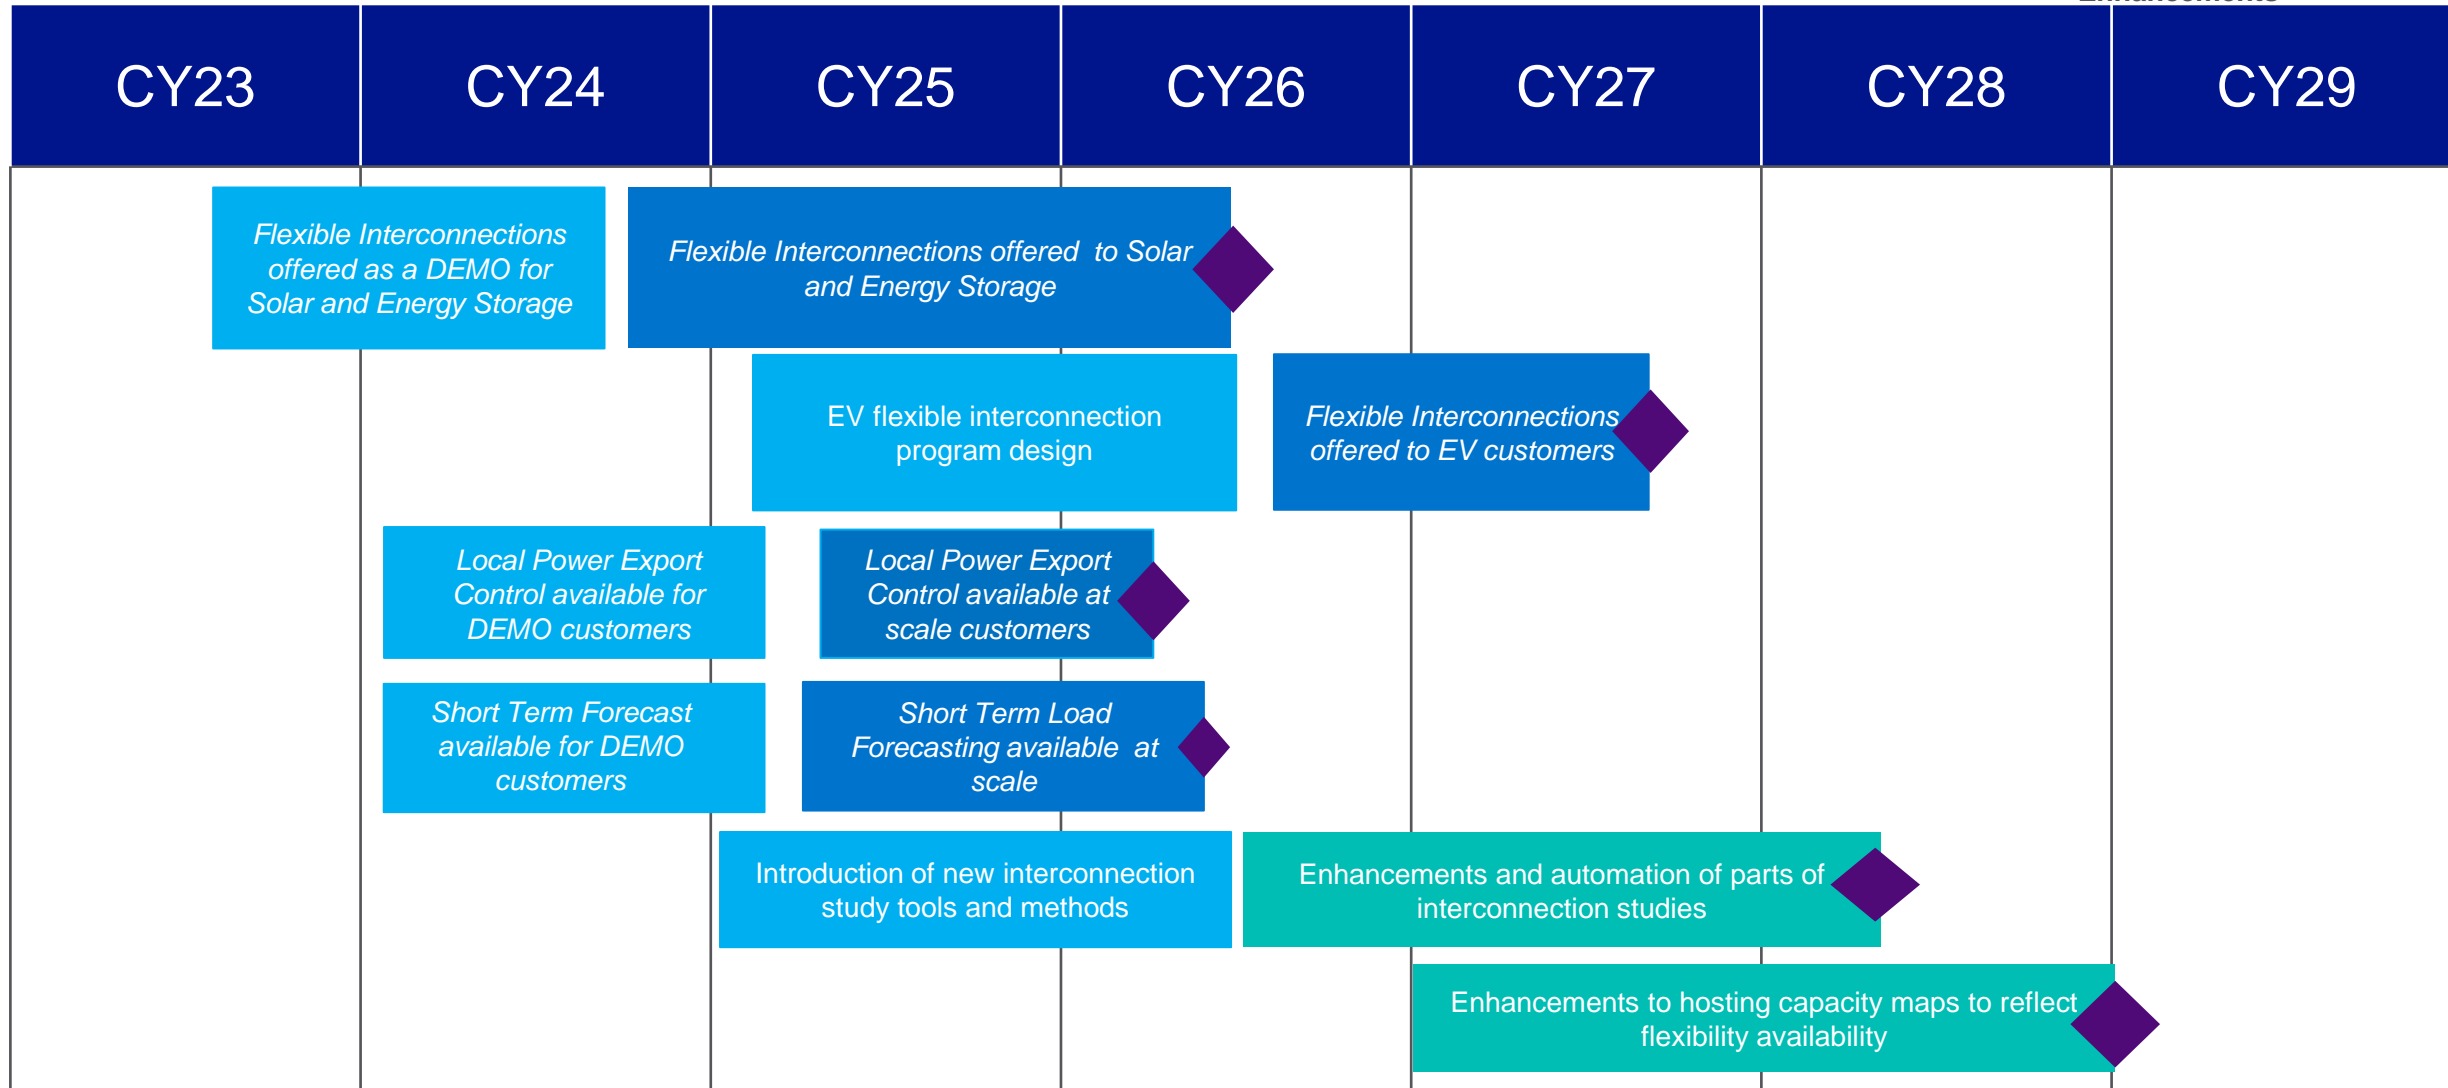 Enhancements
CY23
CY24
CY25
CY26
CY27
CY28
CY29
Flexible Interconnections
offered as a DEMO for
Solar and Energy Storage
Flexible Interconnections offered to Solar
and Energy Storage
EV flexible interconnection
program design
Flexible Interconnections
offered to EV customers
Local Power Export
Control available for
DEMO customers
Local Power Export
Control available at
scale customers
Short Term Forecast
available for DEMO
customers
Short Term Load
Forecasting available at
scale
Introduction of new interconnection
study tools and methods
Enhancements and automation of parts of
interconnection studies
Enhancements to hosting capacity maps to reflect
flexibility availability